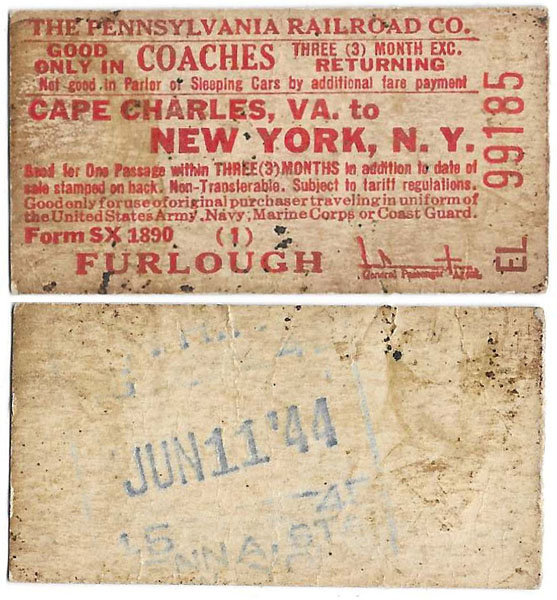 THE PENNSYLVANIA RAILROAD CO.
GOOD ONLY IN COACHES THREE (3) MONTH EXC. RETURNING
Not good in Parlor or Sleeping Cars by additional fare payment
CAPE CHARLES, VA. to
NEW YORK, N. Y.
Good for One Passage within THREE (3) MONTHS in addition to date of
sale stamped on back. Non-Transferable. Subject to tariff regulations.
Good only for use of original purchaser traveling in uniform of
the United States Army, Navy, Marine Corps or Coast Guard.
Form SX 1890 (1)
FURLOUGH
General Passenger Agent.
EL 99185
JUN 11 '44